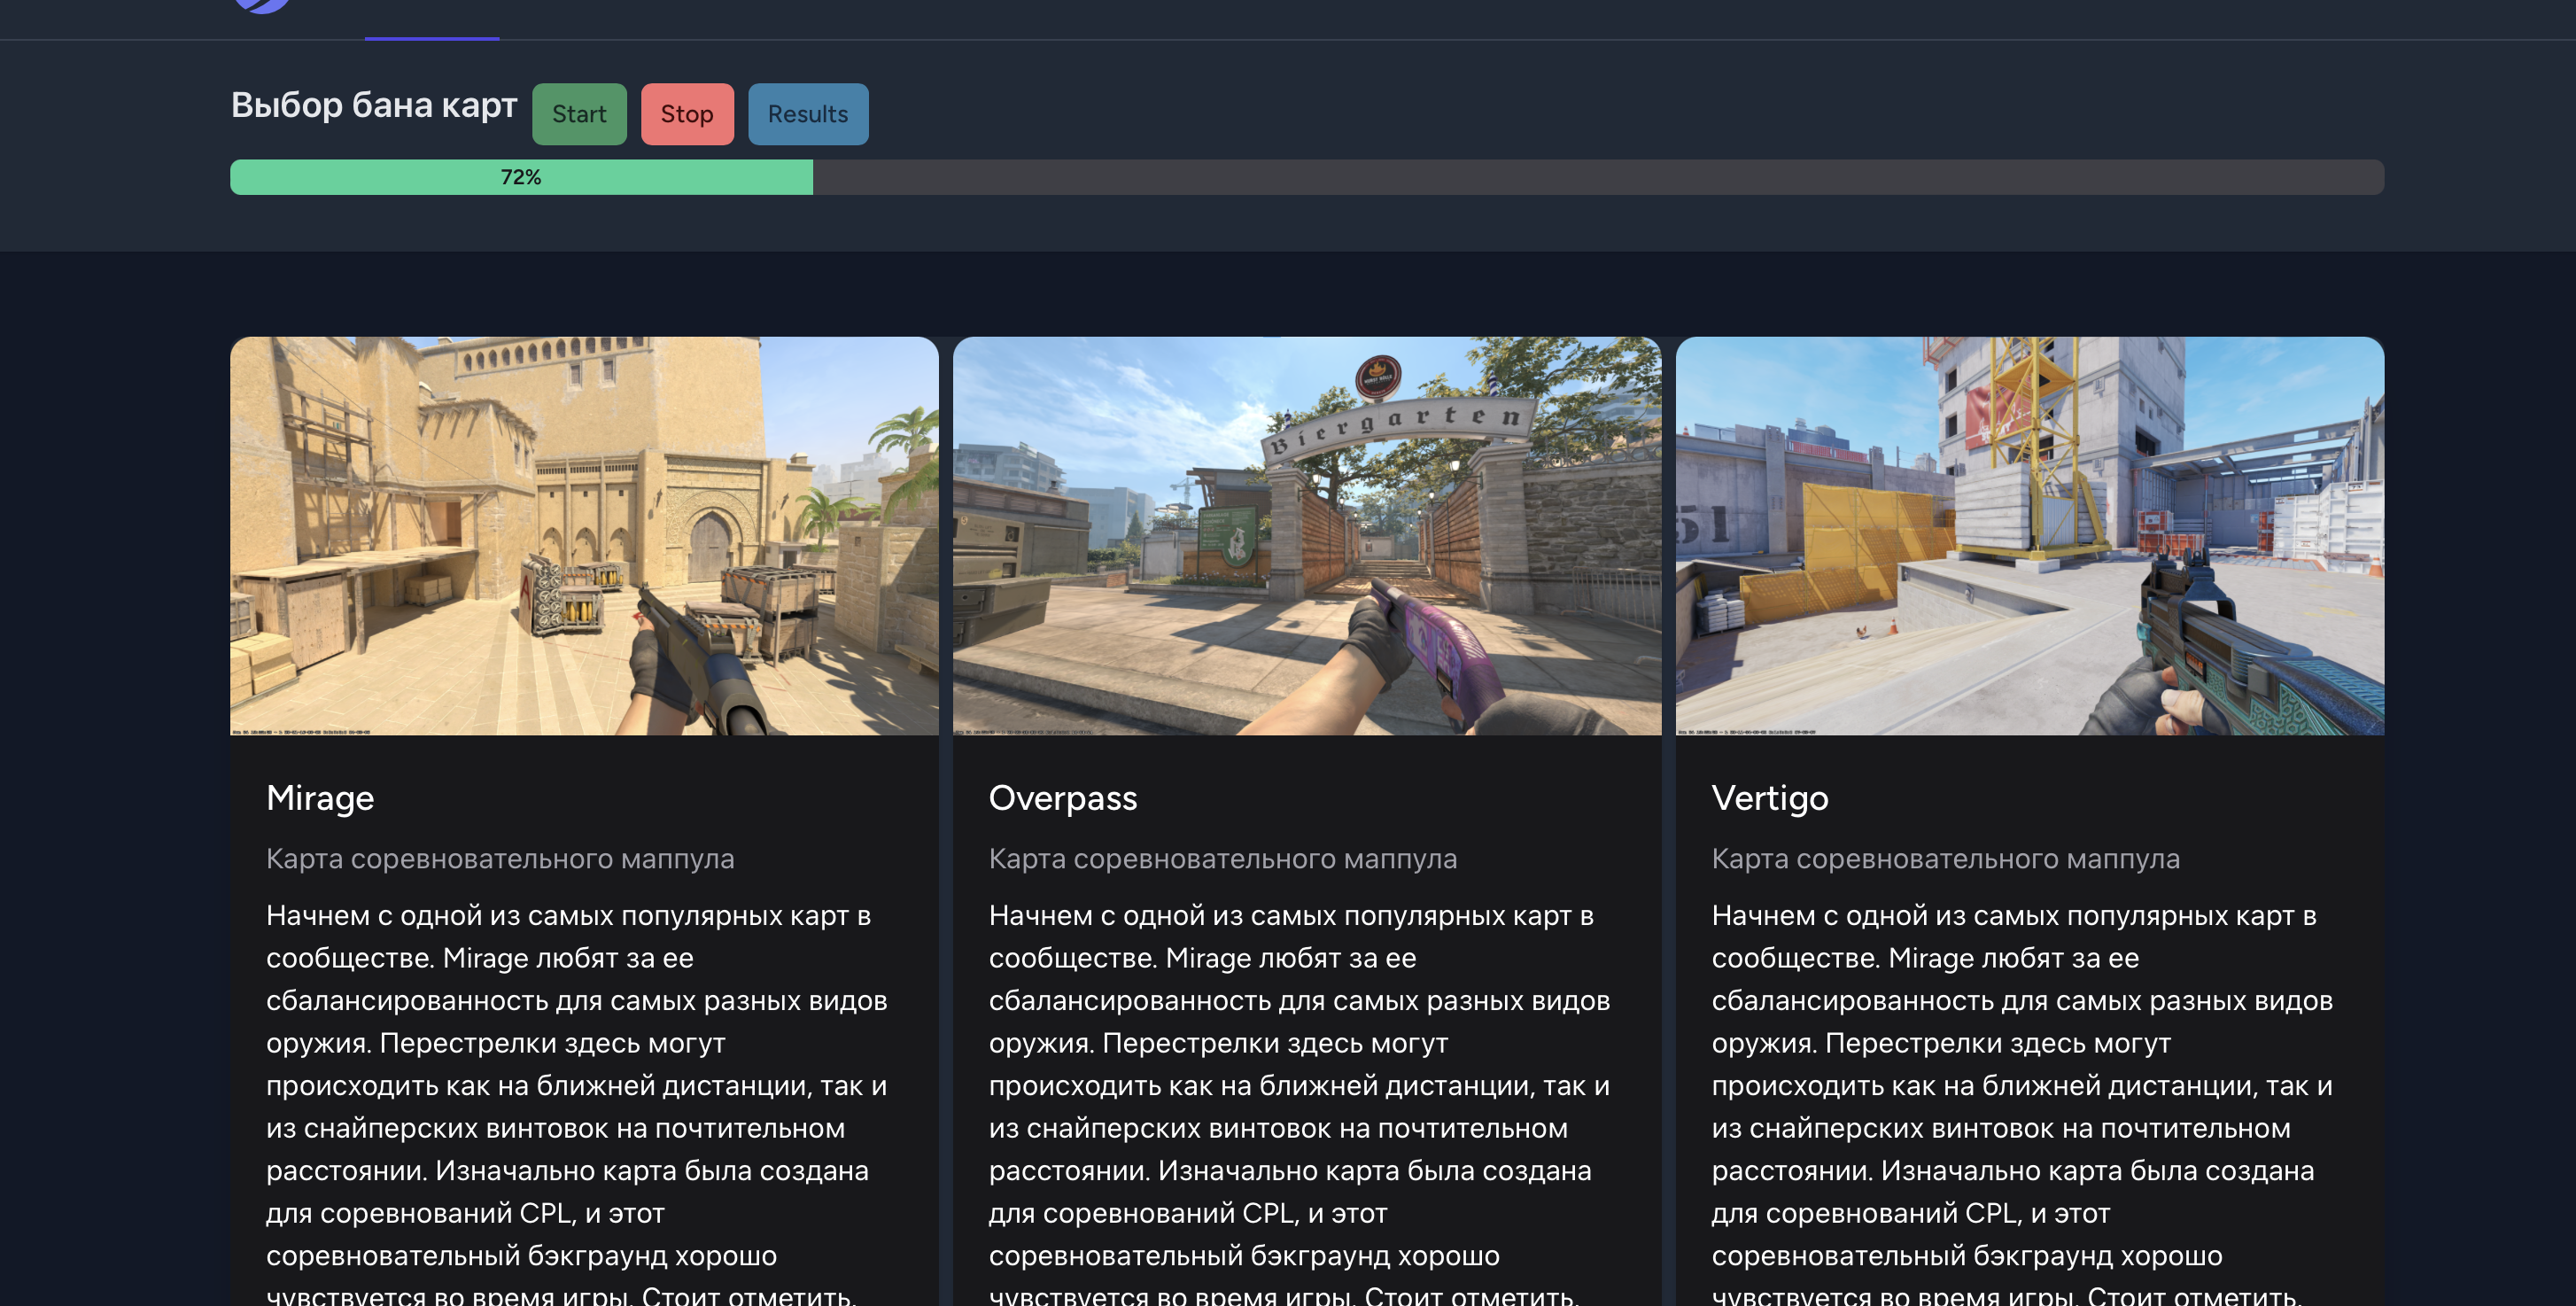 Выбор бана карт Start Stop Results
72%
Biergarten
A
51
Mirage
Карта соревновательного маппула
Начнем с одной из самых популярных карт в
сообществе. Mirage любят за ее
сбалансированность для самых разных видов
оружия. Перестрелки здесь могут
происходить как на ближней дистанции, так и
из снайперских винтовок на почтительном
расстоянии. Изначально карта была создана
для соревнований CPL, и этот
соревновательный бэкграунд хорошо
чувствуется во время игры. Стоит отметить,
Overpass
Карта соревновательного маппула
Начнем с одной из самых популярных карт в
сообществе. Mirage любят за ее
сбалансированность для самых разных видов
оружия. Перестрелки здесь могут
происходить как на ближней дистанции, так и
из снайперских винтовок на почтительном
расстоянии. Изначально карта была создана
для соревнований CPL, и этот
соревновательный бэкграунд хорошо
чувствуется во время игры. Стоит отметить,
Vertigo
Карта соревновательного маппула
Начнем с одной из самых популярных карт в
сообществе. Mirage любят за ее
сбалансированность для самых разных видов
оружия. Перестрелки здесь могут
происходить как на ближней дистанции, так и
из снайперских винтовок на почтительном
расстоянии. Изначально карта была создана
для соревнований CPL, и этот
соревновательный бэкграунд хорошо
чувствуется во время игры. Стоит отметить,